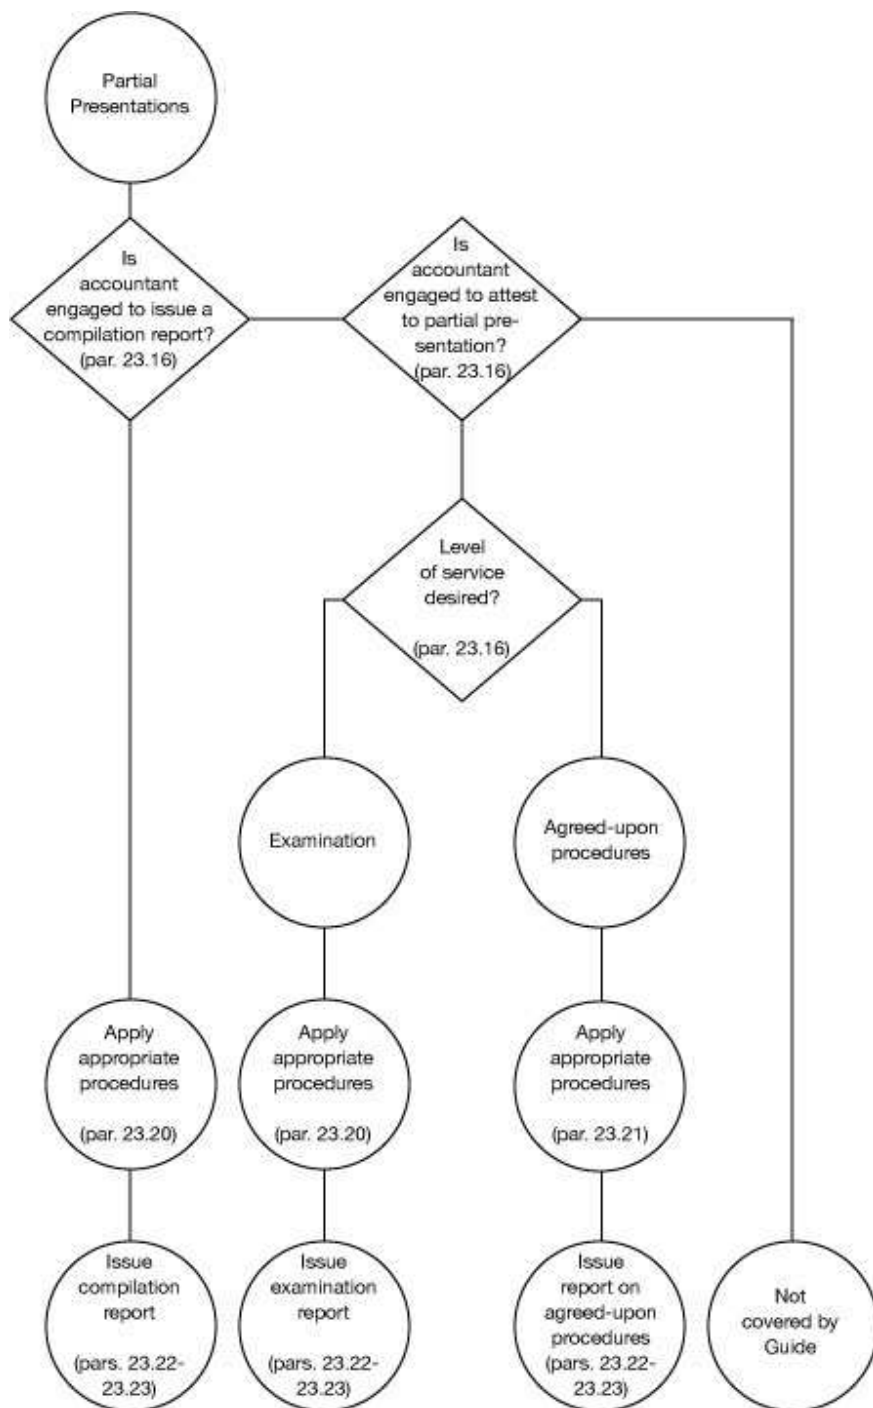 Partial
Presentations
Is
accountant
engaged to issue a
compilation report?
(par. 23.16)
Is
accountant
engaged to attest
to partial pre-
sentation?
(par. 23.16)
Level
of service
desired?
(par. 23.16)
Examination
Agreed-upon
procedures
Apply
appropriate
procedures
(par. 23.20)
Apply
appropriate
procedures
(par. 23.20)
Apply
appropriate
procedures
(par. 23.21)
Issue
compilation
report
(pars. 23.22-
23.23)
Issue
examination
report
(pars. 23.22-
23.23)
Issue
report on
agreed-upon
procedures
(pars. 23.22-
23.23)
Not
covered by
Guide